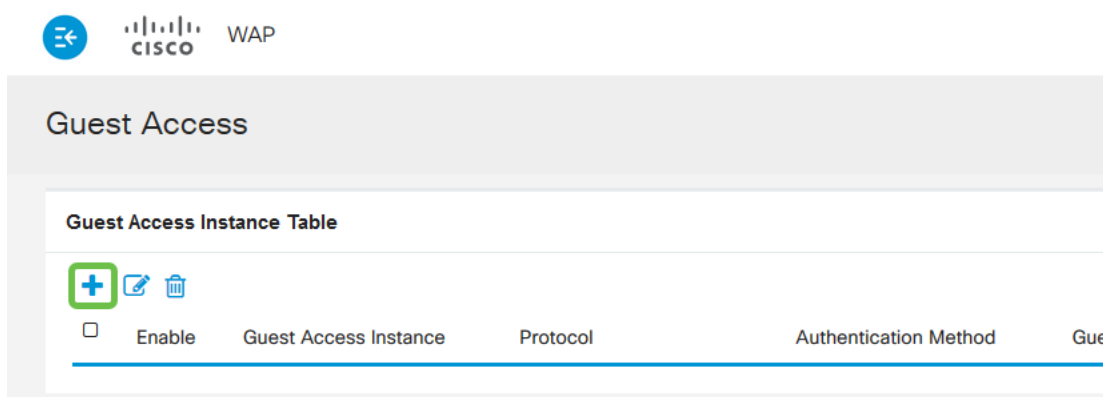 CISCO WAP
Guest Access
Guest Access Instance Table
Enable Guest Access Instance Protocol Authentication Method